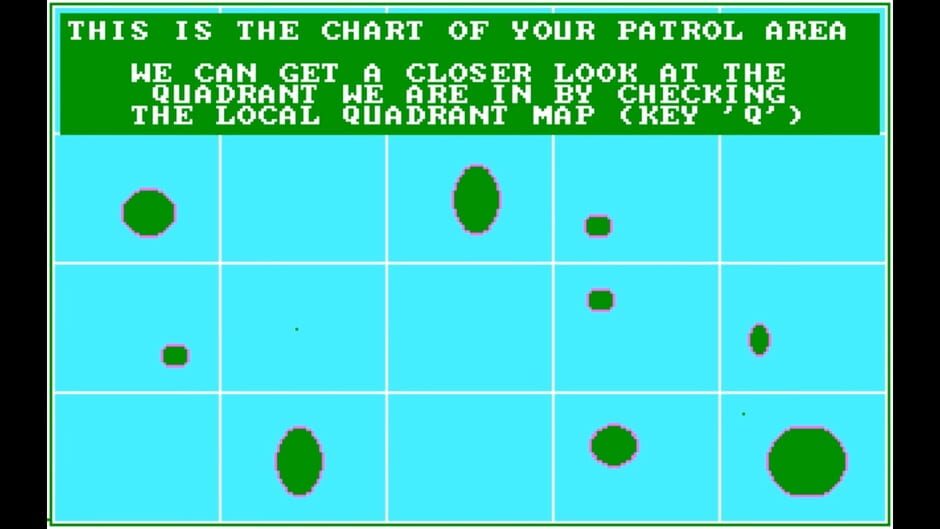 THIS IS THE CHART OF YOUR PATROL AREA
WE CAN GET A CLOSER LOOK AT THE
QUADRANT WE ARE IN BY CHECKING
THE LOCAL QUADRANT MAP (KEY 'Q')